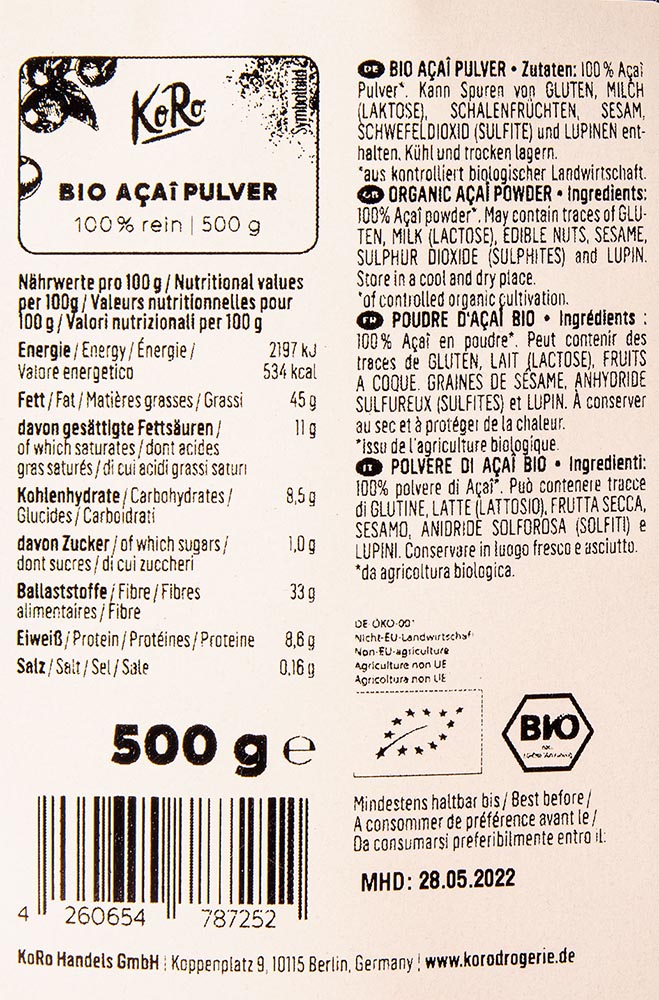 KoRo
Symbolbild
BIO AÇAÎ PULVER
100 % rein | 500 g
Nährwerte pro 100 g / Nutritional values
per 100g / Valeurs nutritionnelles pour
100 g / Valori nutrizionali per 100 g
Energie / Energy / Énergie / 2197 kJ
Valore energetico 534 kcal
Fett / Fat / Matières grasses / Grassi 45 g
davon gesättigte Fettsäuren / 11 g
of which saturates / dont acides
gras saturés / di cui acidi grassi saturi
Kohlenhydrate / Carbohydrates / 8,5 g
Glucides / Carboidrati
davon Zucker / of which sugars / 1,0 g
dont sucres / di cui zuccheri
Ballaststoffe / Fibre / Fibres 33 g
alimentaires / Fibre
Eiweiß / Protein / Protéines / Proteine 8,6 g
Salz / Salt / Sel / Sale 0,16 g
500 g e
4 260654 787252
DE BIO AÇAÎ PULVER • Zutaten: 100 % Açaî
Pulver*. Kann Spuren von GLUTEN, MILCH
(LAKTOSE), SCHALENFRÜCHTEN, SESAM,
SCHWEFELDIOXID (SULFITE) und LUPINEN ent-
halten. Kühl und trocken lagern.
*aus kontrolliert biologischer Landwirtschaft.
EN ORGANIC AÇAÎ POWDER • Ingredients:
100% Açaî powder*. May contain traces of GLU-
TEN, MILK (LACTOSE), EDIBLE NUTS, SESAME,
SULPHUR DIOXIDE (SULPHITES) and LUPIN.
Store in a cool and dry place.
*of controlled organic cultivation.
FR POUDRE D'AÇAÎ BIO • Ingrédients :
100% Açaî en poudre*. Peut contenir des
traces de GLUTEN, LAIT (LACTOSE), FRUITS
A COQUE. GRAINES DE SÉSAME, ANHYDRIDE
SULFUREUX (SULFITES) et LUPIN. À conserver
au sec et à protéger de la chaleur.
*issu de l'agriculture biologique.
IT POLVERE DI AÇAÎ BIO • Ingredienti:
100% polvere di Açaî*. Può contenere tracce
di GLUTINE, LATTE (LATTOSIO), FRUTTA SECCA,
SESAMO, ANIDRIDE SOLFOROSA (SOLFITI) e
LUPINI. Conservare in luogo fresco e asciutto.
*da agricoltura biologica.
DE ÖKO-00
Nicht-EU-Landwirtschaf
Non-EU-agriculture
Agriculture non UE
Agricoltura non UE
BIO
Mindestens haltbar bis / Best before /
A consommer de préférence avant le /
Da consumarsi preferibilmente entro il:
MHD: 28.05.2022
KoRo Handels GmbH | Koppenplatz 9, 10115 Berlin, Germany | www.korodrogerie.de